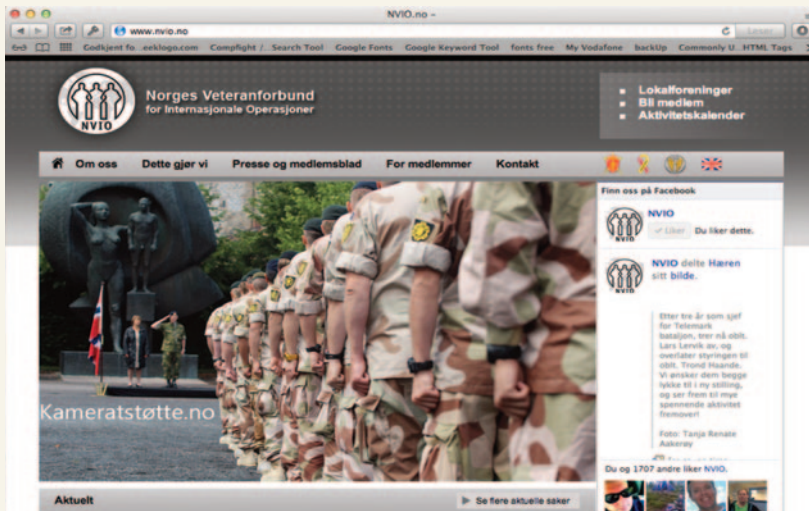 NVIO.no –
www.nvio.no
Leser
Godkjent fo...eeklogo.com Compfight /...Search Tool Google Fonts Google Keyword Tool fonts free My Vodafone backUp Commonly U...HTML Tags
NVIO
Norges Veteranforbund
for Internasjonale Operasjoner
Lokalforeninger
Bli medlem
Aktivitetskalender
Om oss Dette gjør vi Presse og medlemsblad For medlemmer Kontakt
Kameratstøtte.no
Finn oss på Facebook
NVIO
NVIO
Liker Du liker dette.
NVIO
NVIO delte Hæren
sitt bilde.
Etter tre år som sjef
for Telemark
bataljon, trer nå oblt.
Lars Lervik av, og
overlater styringen til
oblt. Trond Haande.
Vi ønsker dem begge
lykke til i ny stilling,
og ser frem til mye
spennende aktivitet
fremover!
Foto: Tanja Renate
Aakerøy
Du og 1707 andre liker NVIO.
Aktuelt
Se flere aktuelle saker